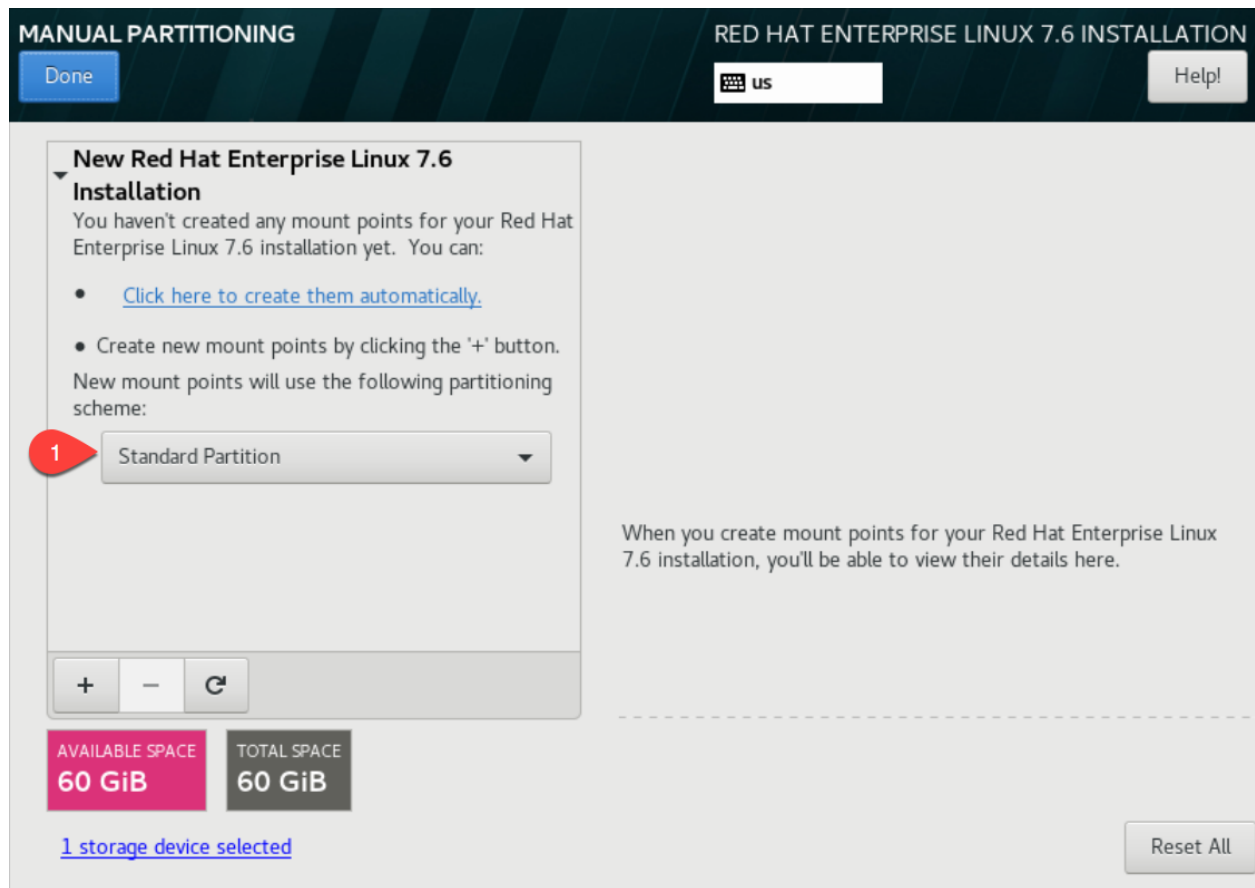 MANUAL PARTITIONING
RED HAT ENTERPRISE LINUX 7.6 INSTALLATION
Done
us
Help!
New Red Hat Enterprise Linux 7.6
Installation
You haven't created any mount points for your Red Hat
Enterprise Linux 7.6 installation yet.  You can:
• Click here to create them automatically.
• Create new mount points by clicking the '+' button.
New mount points will use the following partitioning
scheme:
1
Standard Partition
When you create mount points for your Red Hat Enterprise Linux
7.6 installation, you'll be able to view their details here.
+ −
AVAILABLE SPACE
60 GiB
TOTAL SPACE
60 GiB
1 storage device selected
Reset All